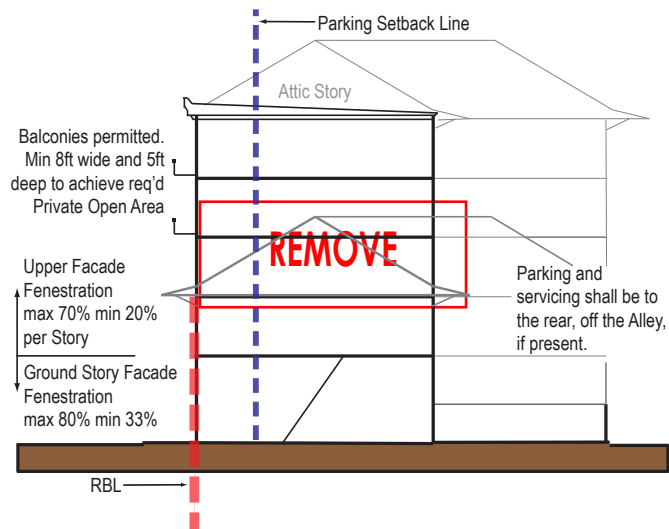 Parking Setback Line
Attic Story
Balconies permitted.
Min 8ft wide and 5ft
deep to achieve req'd
Private Open Area
REMOVE
Upper Facade
Fenestration
max 70% min 20%
per Story
Parking and
servicing shall be to
the rear, off the Alley,
if present.
Ground Story Facade
Fenestration
max 80% min 33%
RBL